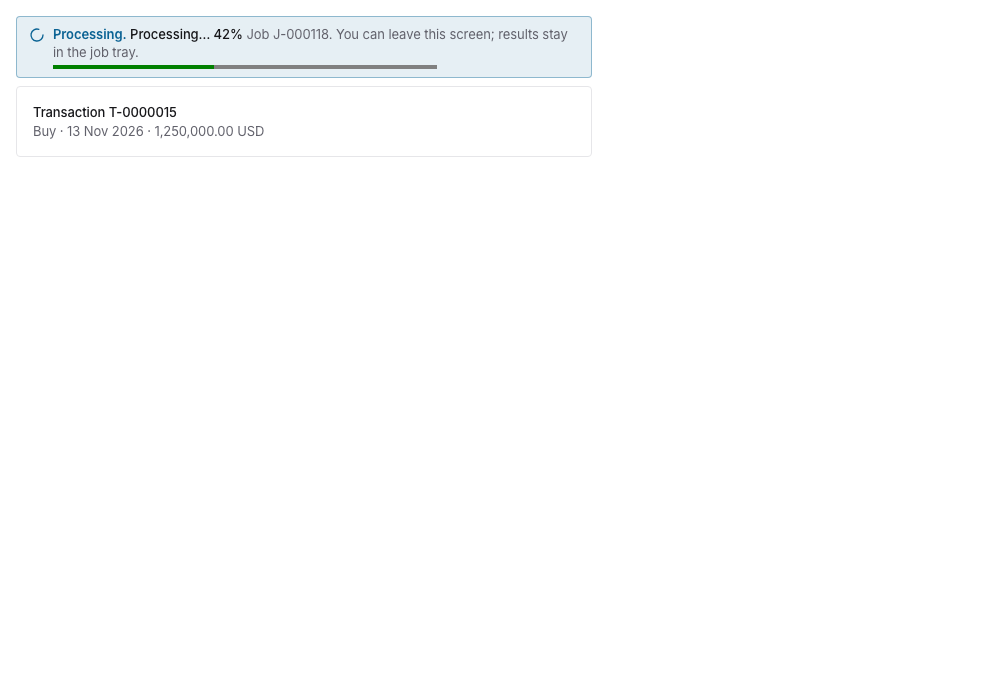 Processing. Processing… 42% Job J-000118. You can leave this screen; results stay
in the job tray.
Transaction T-0000015
Buy · 13 Nov 2026 · 1,250,000.00 USD